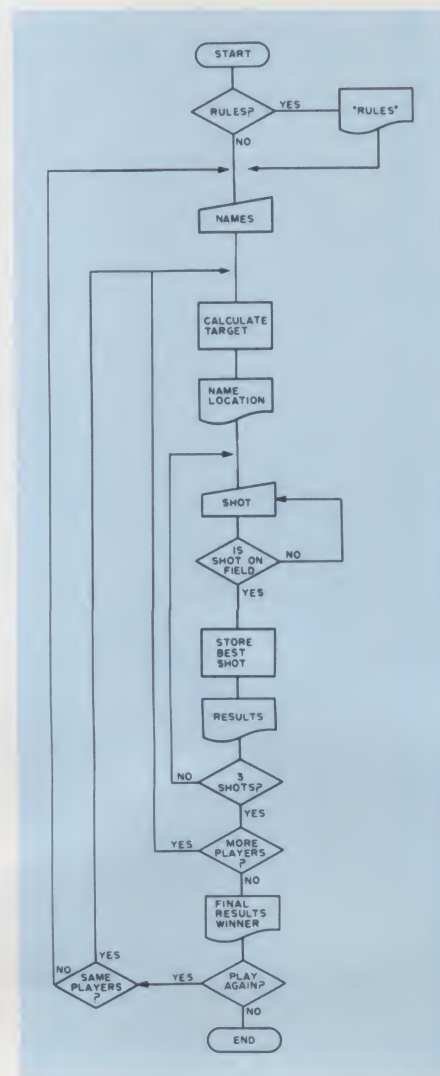 START
RULES?
YES
"RULES"
NO
NAMES
CALCULATE
TARGET
NAME
LOCATION
SHOT
IS
SHOT ON
FIELD
NO
YES
STORE
BEST
SHOT
RESULTS
NO
3
SHOTS?
YES
YES
MORE
PLAYERS
?
NO
FINAL
RESULTS
WINNER
YES
NO
SAME
PLAYERS
?
YES
PLAY
AGAIN?
NO
END